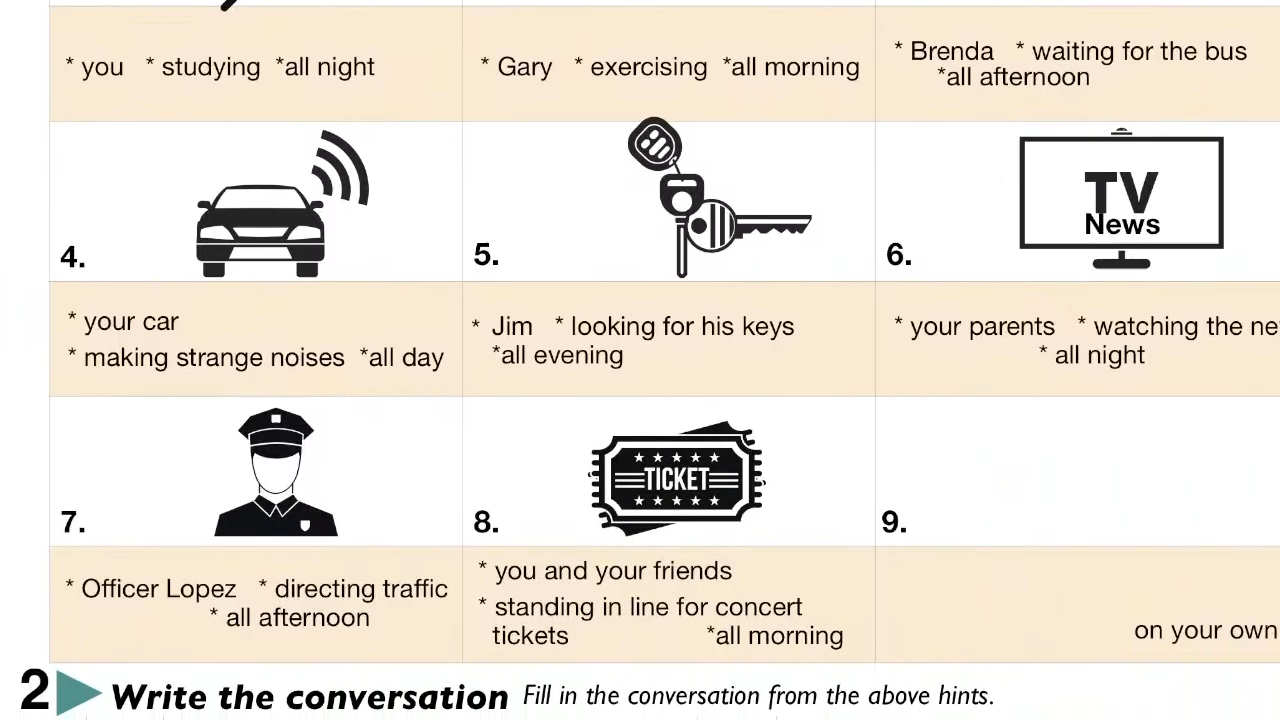 * you * studying *all night
* Gary * exercising *all morning
* Brenda * waiting for the bus
*all afternoon
4.
5.
6.
TV
News
* your car
* making strange noises *all day
* Jim * looking for his keys
*all evening
* your parents * watching the ne
* all night
7.
8.
TICKET
9.
* Officer Lopez * directing traffic
* all afternoon
* you and your friends
* standing in line for concert
tickets *all morning
on your own
2 Write the conversation Fill in the conversation from the above hints.